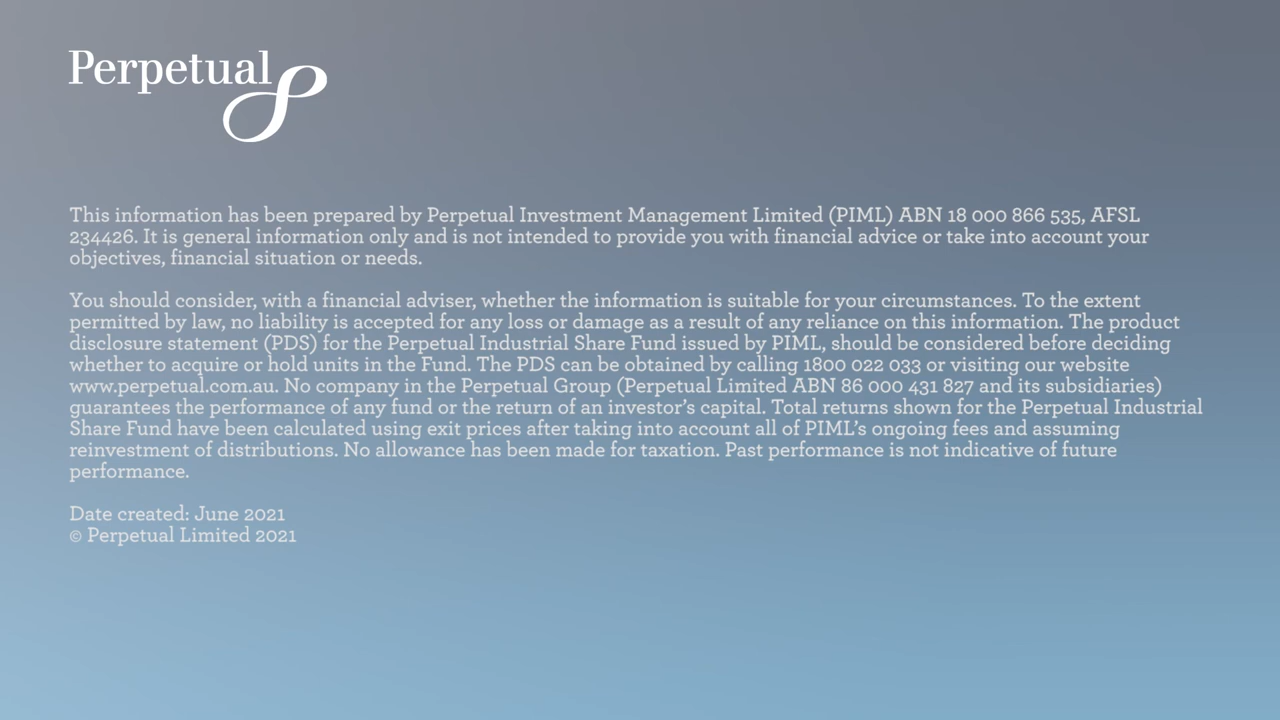 Perpetual
This information has been prepared by Perpetual Investment Management Limited (PIML) ABN 18 000 866 535, AFSL
234426. It is general information only and is not intended to provide you with financial advice or take into account your
objectives, financial situation or needs.
You should consider, with a financial adviser, whether the information is suitable for your circumstances. To the extent
permitted by law, no liability is accepted for any loss or damage as a result of any reliance on this information. The product
disclosure statement (PDS) for the Perpetual Industrial Share Fund issued by PIML, should be considered before deciding
whether to acquire or hold units in the Fund. The PDS can be obtained by calling 1800 022 033 or visiting our website
www.perpetual.com.au. No company in the Perpetual Group (Perpetual Limited ABN 86 000 431 827 and its subsidiaries)
guarantees the performance of any fund or the return of an investor’s capital. Total returns shown for the Perpetual Industrial
Share Fund have been calculated using exit prices after taking into account all of PIML’s ongoing fees and assuming
reinvestment of distributions. No allowance has been made for taxation. Past performance is not indicative of future
performance.
Date created: June 2021
© Perpetual Limited 2021